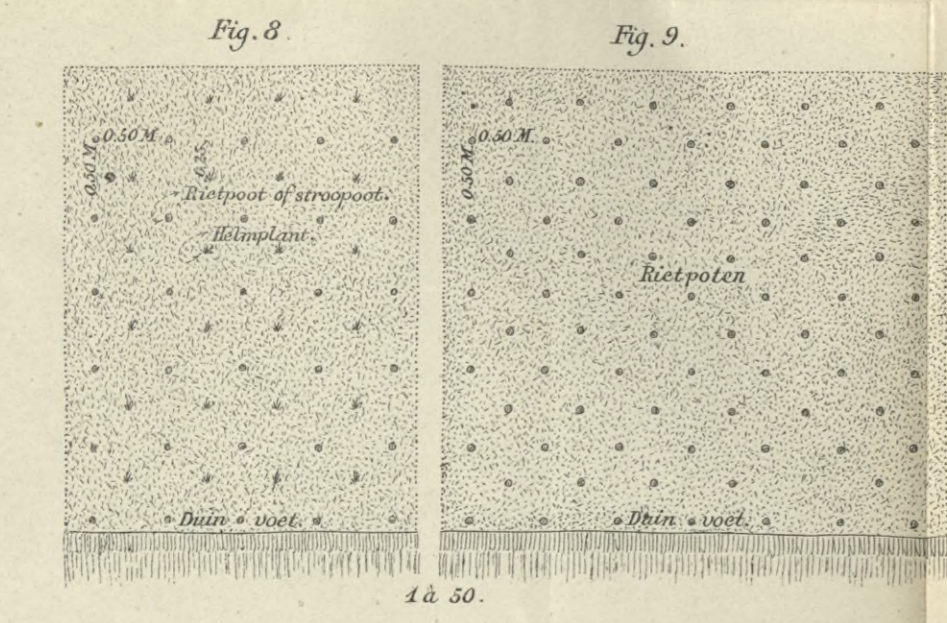 Fig. 8.
0.50 M
0.50 M
0.25
Rietpoot of stroopoot.
Helmplant.
Duin voet.
Fig. 9.
0.50 M.
0.50 M.
Rietpoten
Duin voet.
1 à 50.